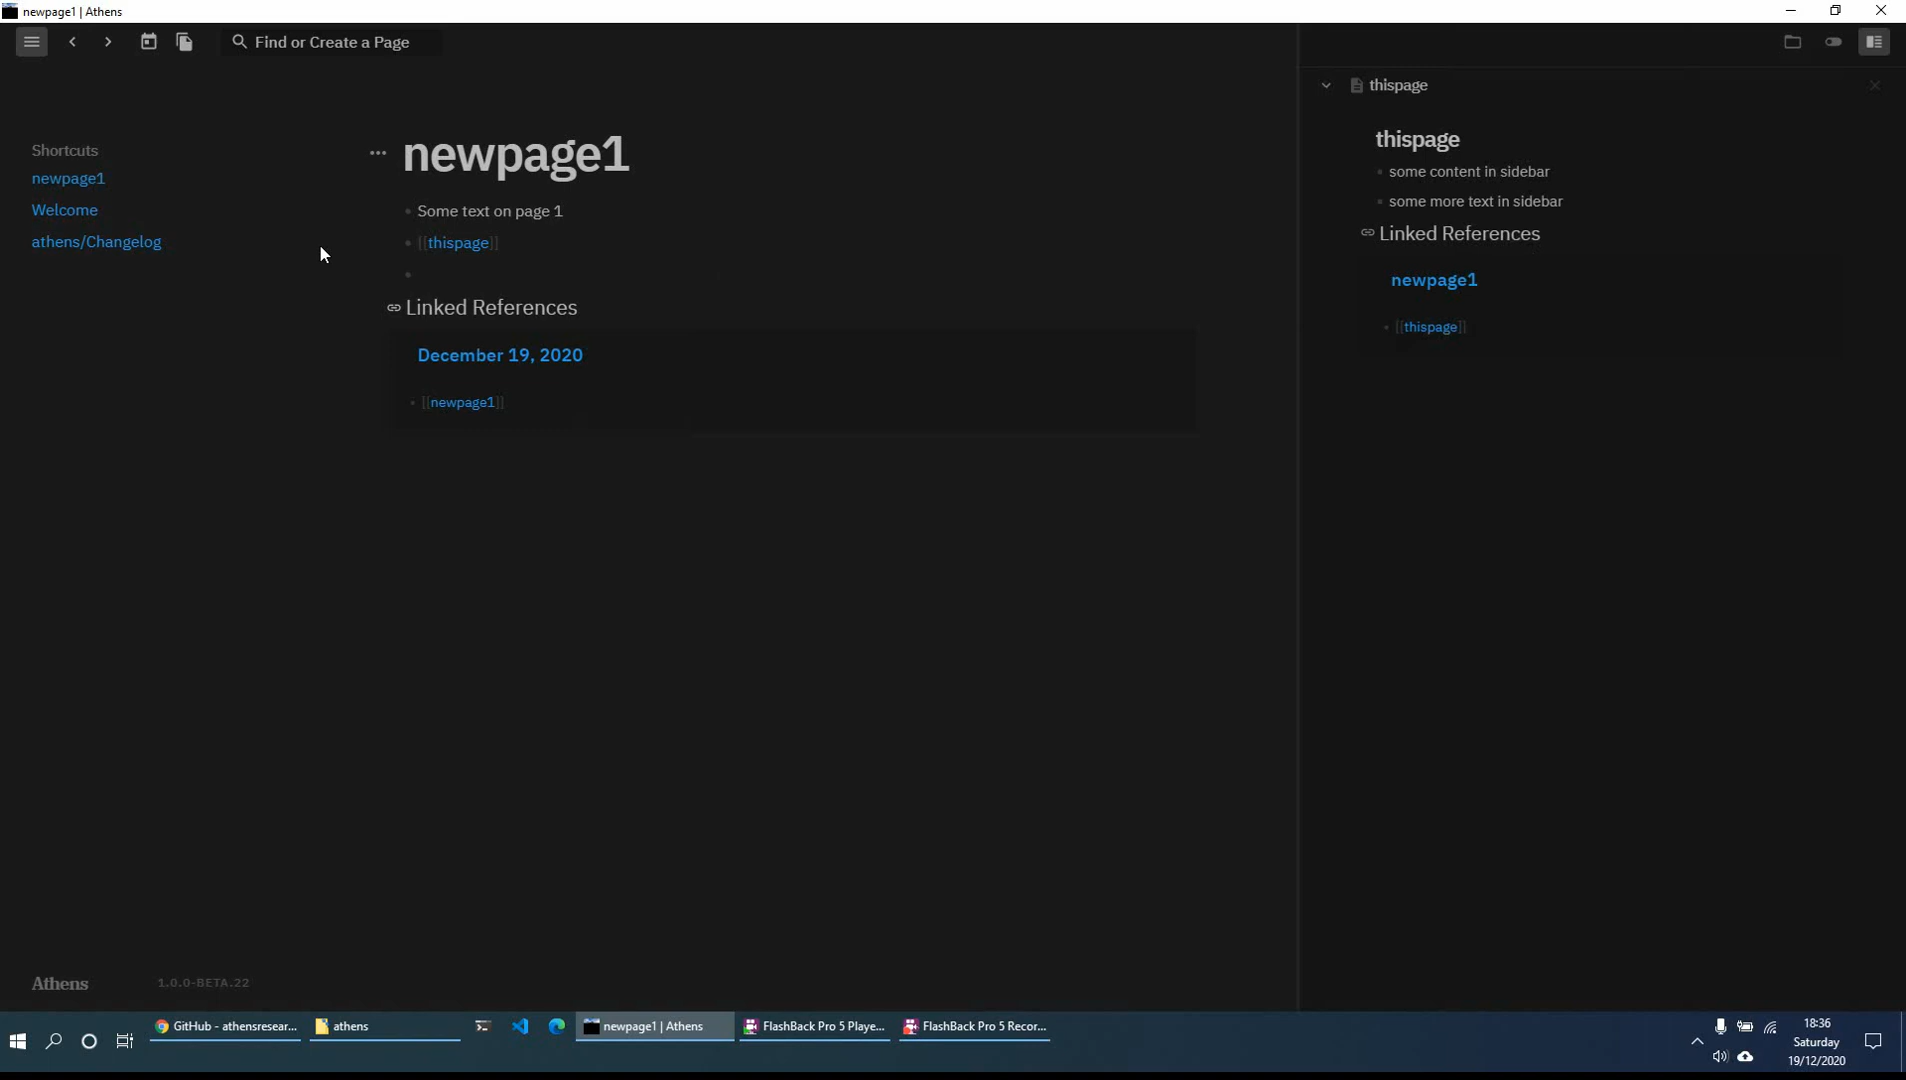 newpage1 | Athens
Find or Create a Page
Shortcuts
newpage1
Welcome
athens/Changelog
newpage1
Some text on page 1
[[thispage]]
Linked References
December 19, 2020
[[newpage1]]
thispage
thispage
some content in sidebar
some more text in sidebar
Linked References
newpage1
[[thispage]]
Athens
1.0.0-BETA.22
GitHub - athensresear...
athens
newpage1 | Athens
FlashBack Pro 5 Playe...
FlashBack Pro 5 Recor...
18:36
Saturday
19/12/2020